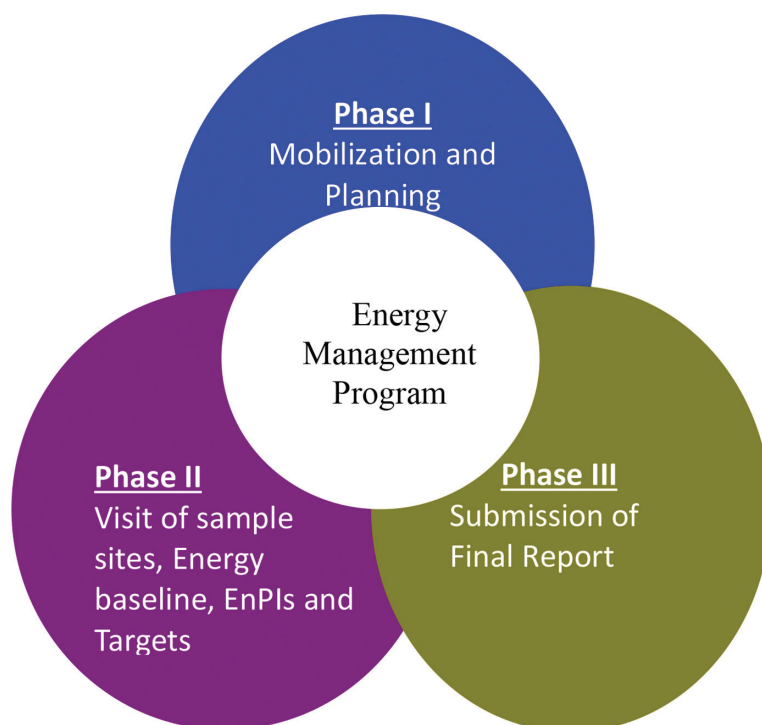 Phase I
Mobilization and
Planning
Energy
Management
Program
Phase II
Visit of sample
sites, Energy
baseline, EnPIs and
Targets
Phase III
Submission of
Final Report